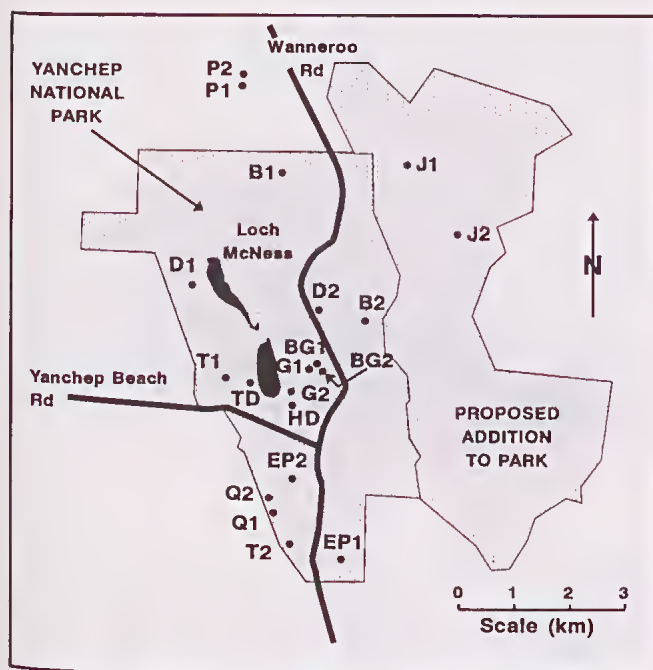 Wanneroo
Rd
YANCHEP
NATIONAL
PARK
P2
P1
B1
J1
J2
Loch
McNess
N
D1
D2
B2
BG1
G1
BG2
T1
TD
G2
HD
Yanchep Beach
Rd
PROPOSED
ADDITION
TO PARK
EP2
Q2
Q1
T2
EP1
0 1 2 3
Scale (km)